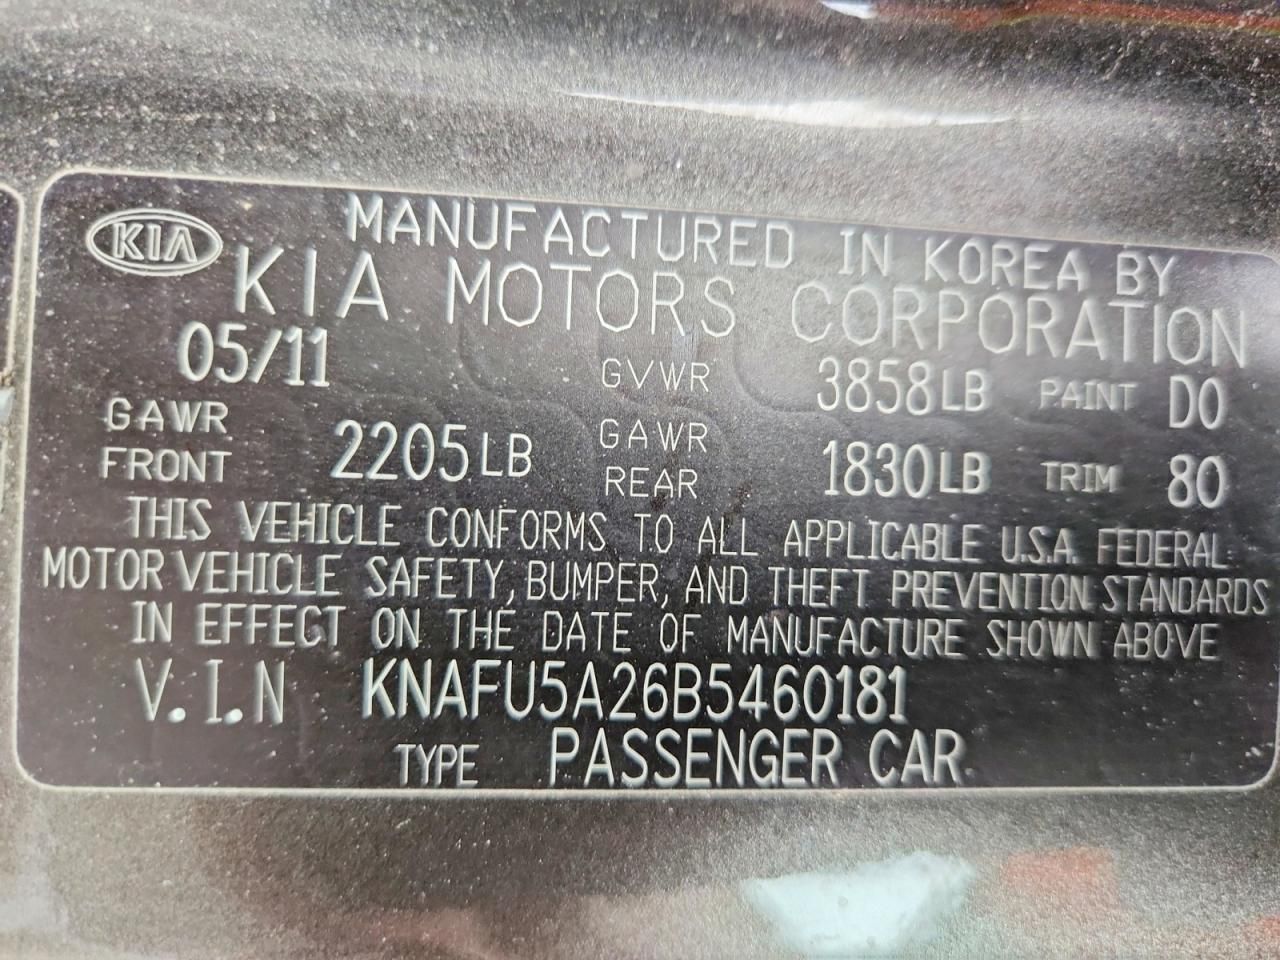 KIA MANUFACTURED IN KOREA BY
KIA MOTORS CORPORATION
05/11 GVWR 3858LB PAINT D0
GAWR FRONT 2205LB GAWR REAR 1830LB TRIM 80
THIS VEHICLE CONFORMS TO ALL APPLICABLE U.S.A. FEDERAL
MOTOR VEHICLE SAFETY, BUMPER, AND THEFT PREVENTION STANDARDS
IN EFFECT ON THE DATE OF MANUFACTURE SHOWN ABOVE
V.I.N KNAFU5A26B5460181
TYPE PASSENGER CAR